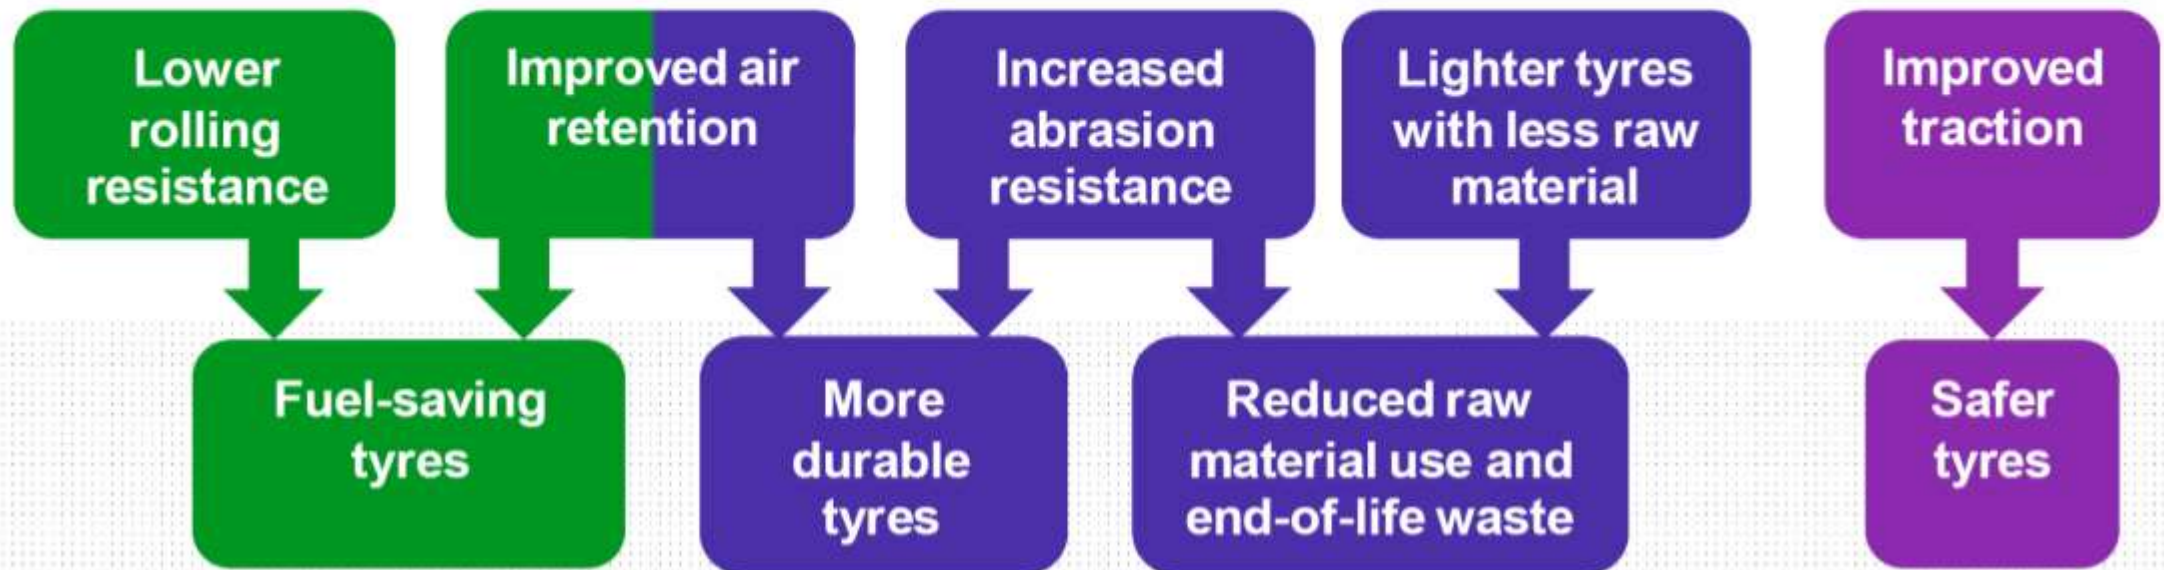 Lower
rolling
resistance
Improved air
retention
Increased
abrasion
resistance
Lighter tyres
with less raw
material
Improved
traction
Fuel-saving
tyres
More
durable
tyres
Reduced raw
material use and
end-of-life waste
Safer
tyres